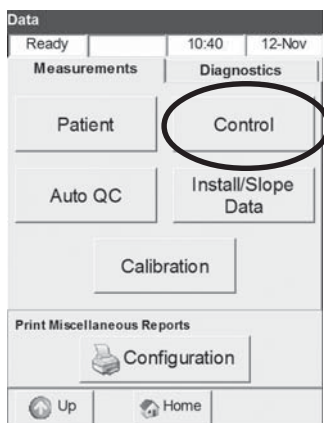 Data
Ready 10:40 12-Nov
Measurements Diagnostics
Patient Control
Auto QC Install/Slope
Data
Calibration
Print Miscellaneous Reports
Configuration
Up Home